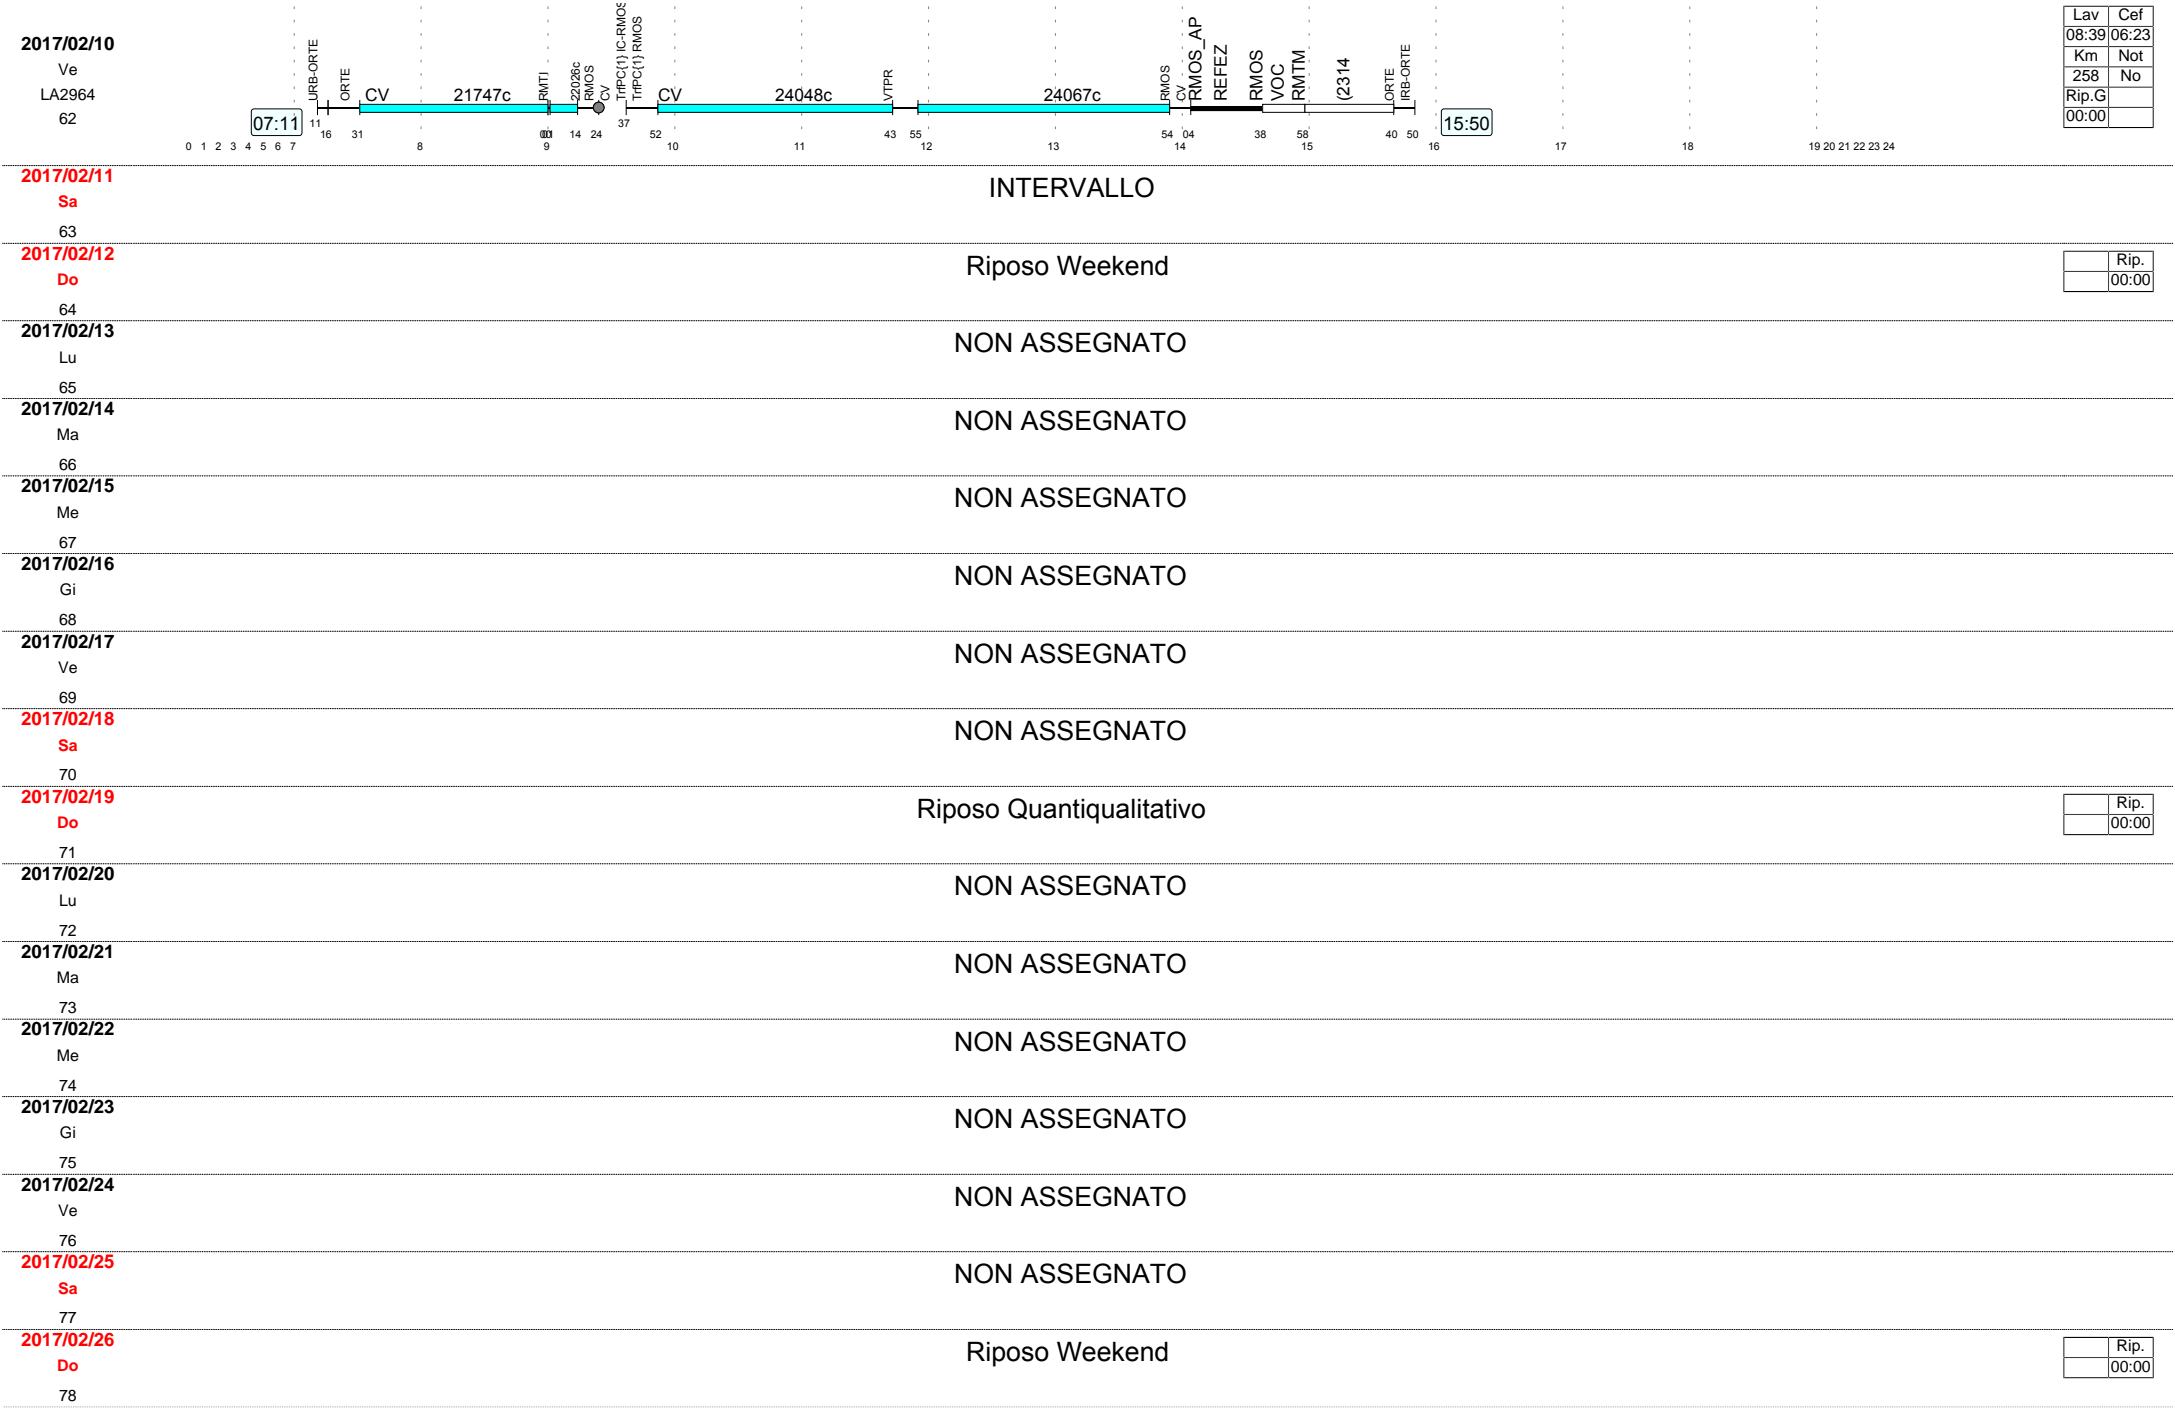 2017/02/10
Ve
LA2964
62
07:11
URB-ORTE
ORTE
CV
21747c
RMTI
22026c
RMOS
CV
TrfPC{1} IC-RMOS
TrfPC{1} RMOS
CV
24048c
VTPR
24067c
RMOS
CV
RMOS_AP
REFEZ
RMOS
VOC
RMTM
(2314
ORTE
IRB-ORTE
15:50
11 16 31 00 01 14 24 37 52 43 55 54 04 38 58 40 50
0 1 2 3 4 5 6 7 8 9 10 11 12 13 14 15 16 17 18 19 20 21 22 23 24
Lav Cef
08:39 06:23
Km Not
258 No
Rip.G
00:00
2017/02/11
Sa
63
INTERVALLO
2017/02/12
Do
64
Riposo Weekend
Rip.
00:00
2017/02/13
Lu
65
NON ASSEGNATO
2017/02/14
Ma
66
NON ASSEGNATO
2017/02/15
Me
67
NON ASSEGNATO
2017/02/16
Gi
68
NON ASSEGNATO
2017/02/17
Ve
69
NON ASSEGNATO
2017/02/18
Sa
70
NON ASSEGNATO
2017/02/19
Do
71
Riposo Quantiqualitativo
Rip.
00:00
2017/02/20
Lu
72
NON ASSEGNATO
2017/02/21
Ma
73
NON ASSEGNATO
2017/02/22
Me
74
NON ASSEGNATO
2017/02/23
Gi
75
NON ASSEGNATO
2017/02/24
Ve
76
NON ASSEGNATO
2017/02/25
Sa
77
NON ASSEGNATO
2017/02/26
Do
78
Riposo Weekend
Rip.
00:00